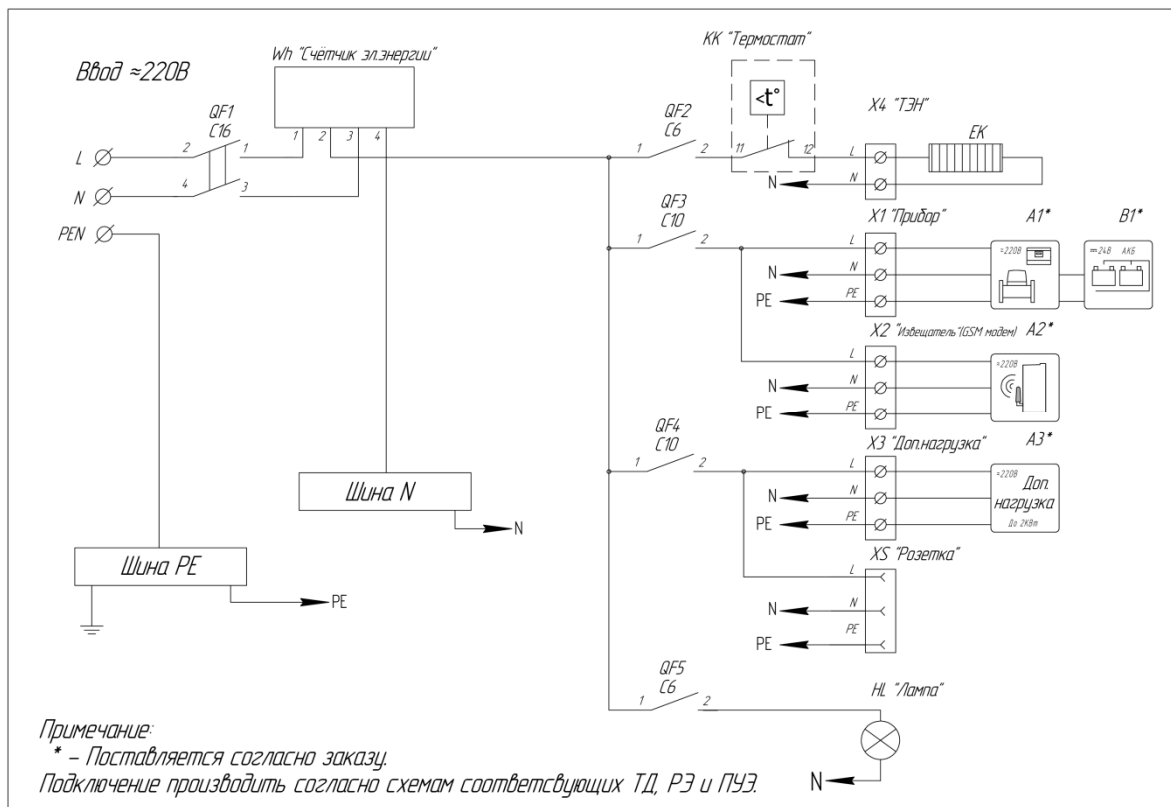 Ввод ≈220В
Wh "Счётчик эл.энергии"
KK "Термостат"
QF1
C16
L
N
PEN
2
1
4
3
1
2
3
4
QF2
C6
1
2
<t°
11
12
X4 "ТЭН"
L
N
N
EK
QF3
C10
1
2
X1 "Прибор"
A1*
B1*
L
N
N
PE
PE
≈220В
=24В АКБ
X2 "Извещатель"(GSM модем)
A2*
L
N
N
PE
PE
≈220В
QF4
C10
1
2
X3 "Доп.нагрузка"
A3*
L
N
N
PE
PE
≈220В
Доп.
нагрузка
До 2КВт
XS "Розетка"
L
N
N
PE
PE
Шина N
N
Шина PE
PE
QF5
C6
1
2
HL "Лампа"
N
Примечание:
* – Поставляется согласно заказу.
Подключение производить согласно схемам соответсвующих ТД, РЭ и ПУЭ.